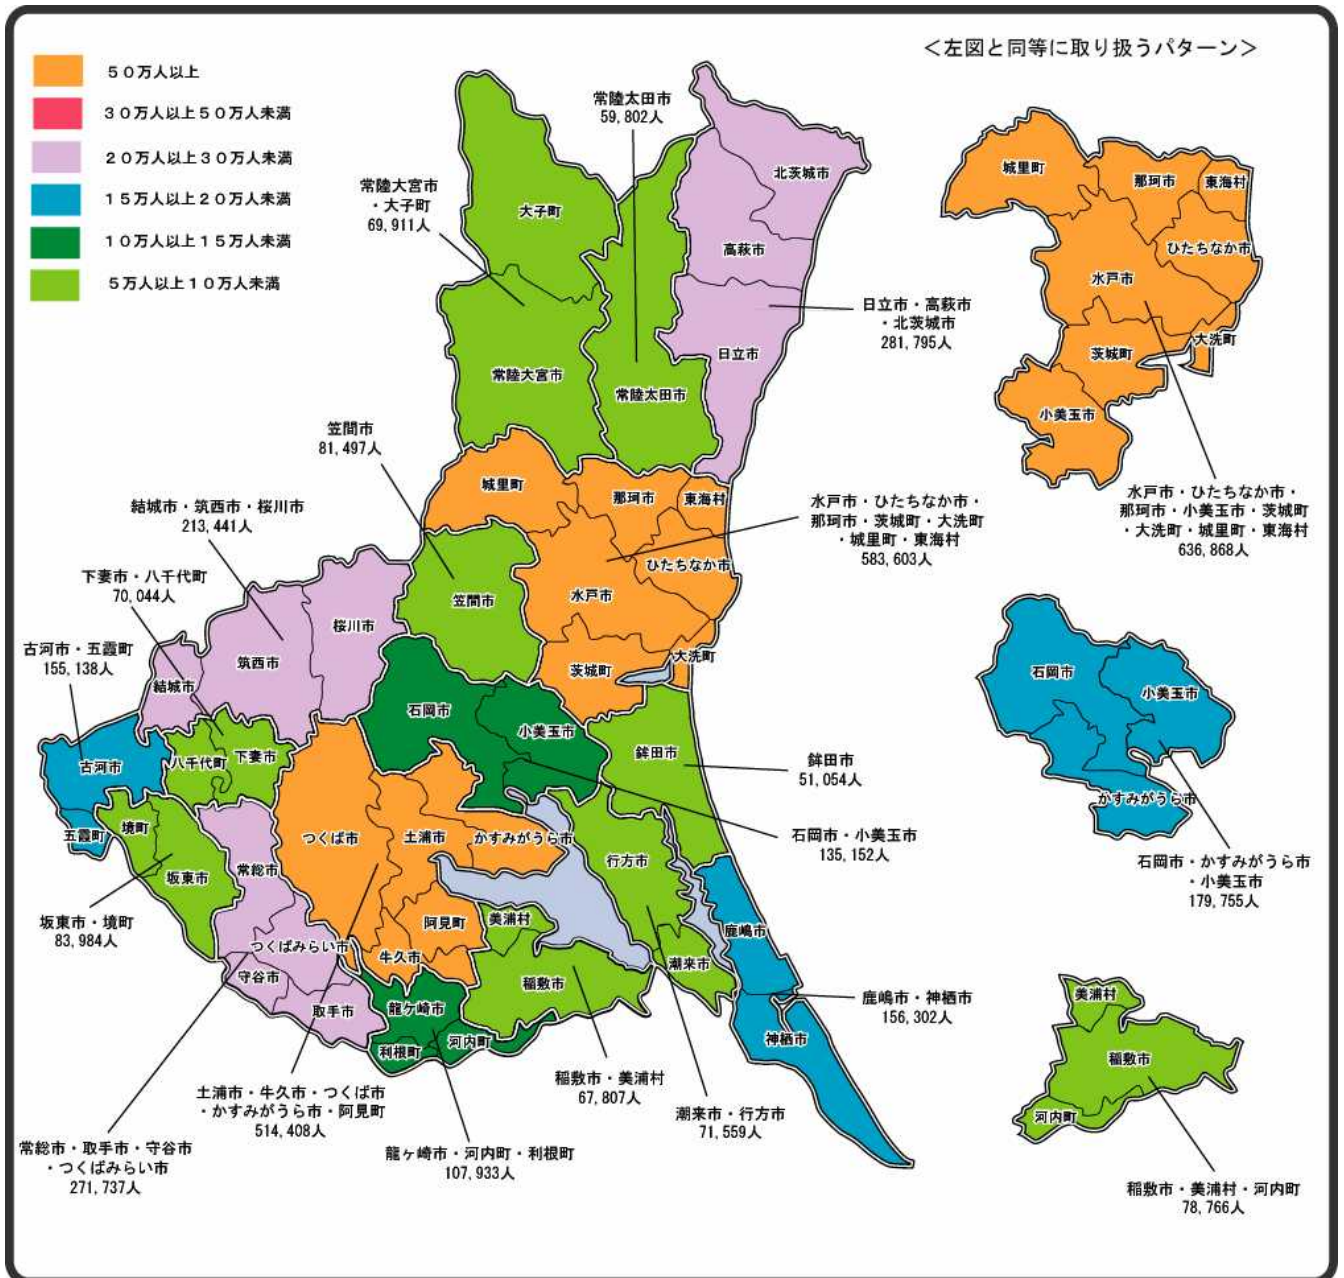 ＜左図と同等に取り扱うパターン＞
５０万人以上
３０万人以上５０万人未満
２０万人以上３０万人未満
１５万人以上２０万人未満
１０万人以上１５万人未満
５万人以上１０万人未満
常陸太田市
59,802人
常陸大宮市
・大子町
69,911人
大子町
北茨城市
高萩市
日立市・高萩市
・北茨城市
281,795人
日立市
常陸大宮市
常陸太田市
笠間市
81,497人
城里町
那珂市
東海村
水戸市・ひたちなか市・
那珂市・茨城町・大洗町
・城里町・東海村
583,603人
ひたちなか市
水戸市
笠間市
茨城町
大洗町
結城市・筑西市・桜川市
213,441人
下妻市・八千代町
70,044人
古河市・五霞町
155,138人
桜川市
筑西市
結城市
石岡市
小美玉市
鉾田市
鉾田市
51,054人
古河市
八千代町
下妻市
五霞町
境町
坂東市
つくば市
土浦市
かすみがうら市
石岡市・小美玉市
135,152人
常総市
行方市
坂東市・境町
83,984人
つくばみらい市
守谷市
取手市
阿見町
牛久市
美浦村
稲敷市
潮来市
鹿嶋市
神栖市
鹿嶋市・神栖市
156,302人
龍ヶ崎市
利根町
河内町
稲敷市・美浦村
67,807人
潮来市・行方市
71,559人
土浦市・牛久市・つくば市
・かすみがうら市・阿見町
514,408人
龍ヶ崎市・河内町・利根町
107,933人
常総市・取手市・守谷市
・つくばみらい市
271,737人
城里町
那珂市
東海村
ひたちなか市
水戸市
大洗町
茨城町
小美玉市
水戸市・ひたちなか市・
那珂市・小美玉市・茨城町
・大洗町・城里町・東海村
636,868人
石岡市
小美玉市
かすみがうら市
石岡市・かすみがうら市
・小美玉市
179,755人
美浦村
稲敷市
河内町
稲敷市・美浦村・河内町
78,766人